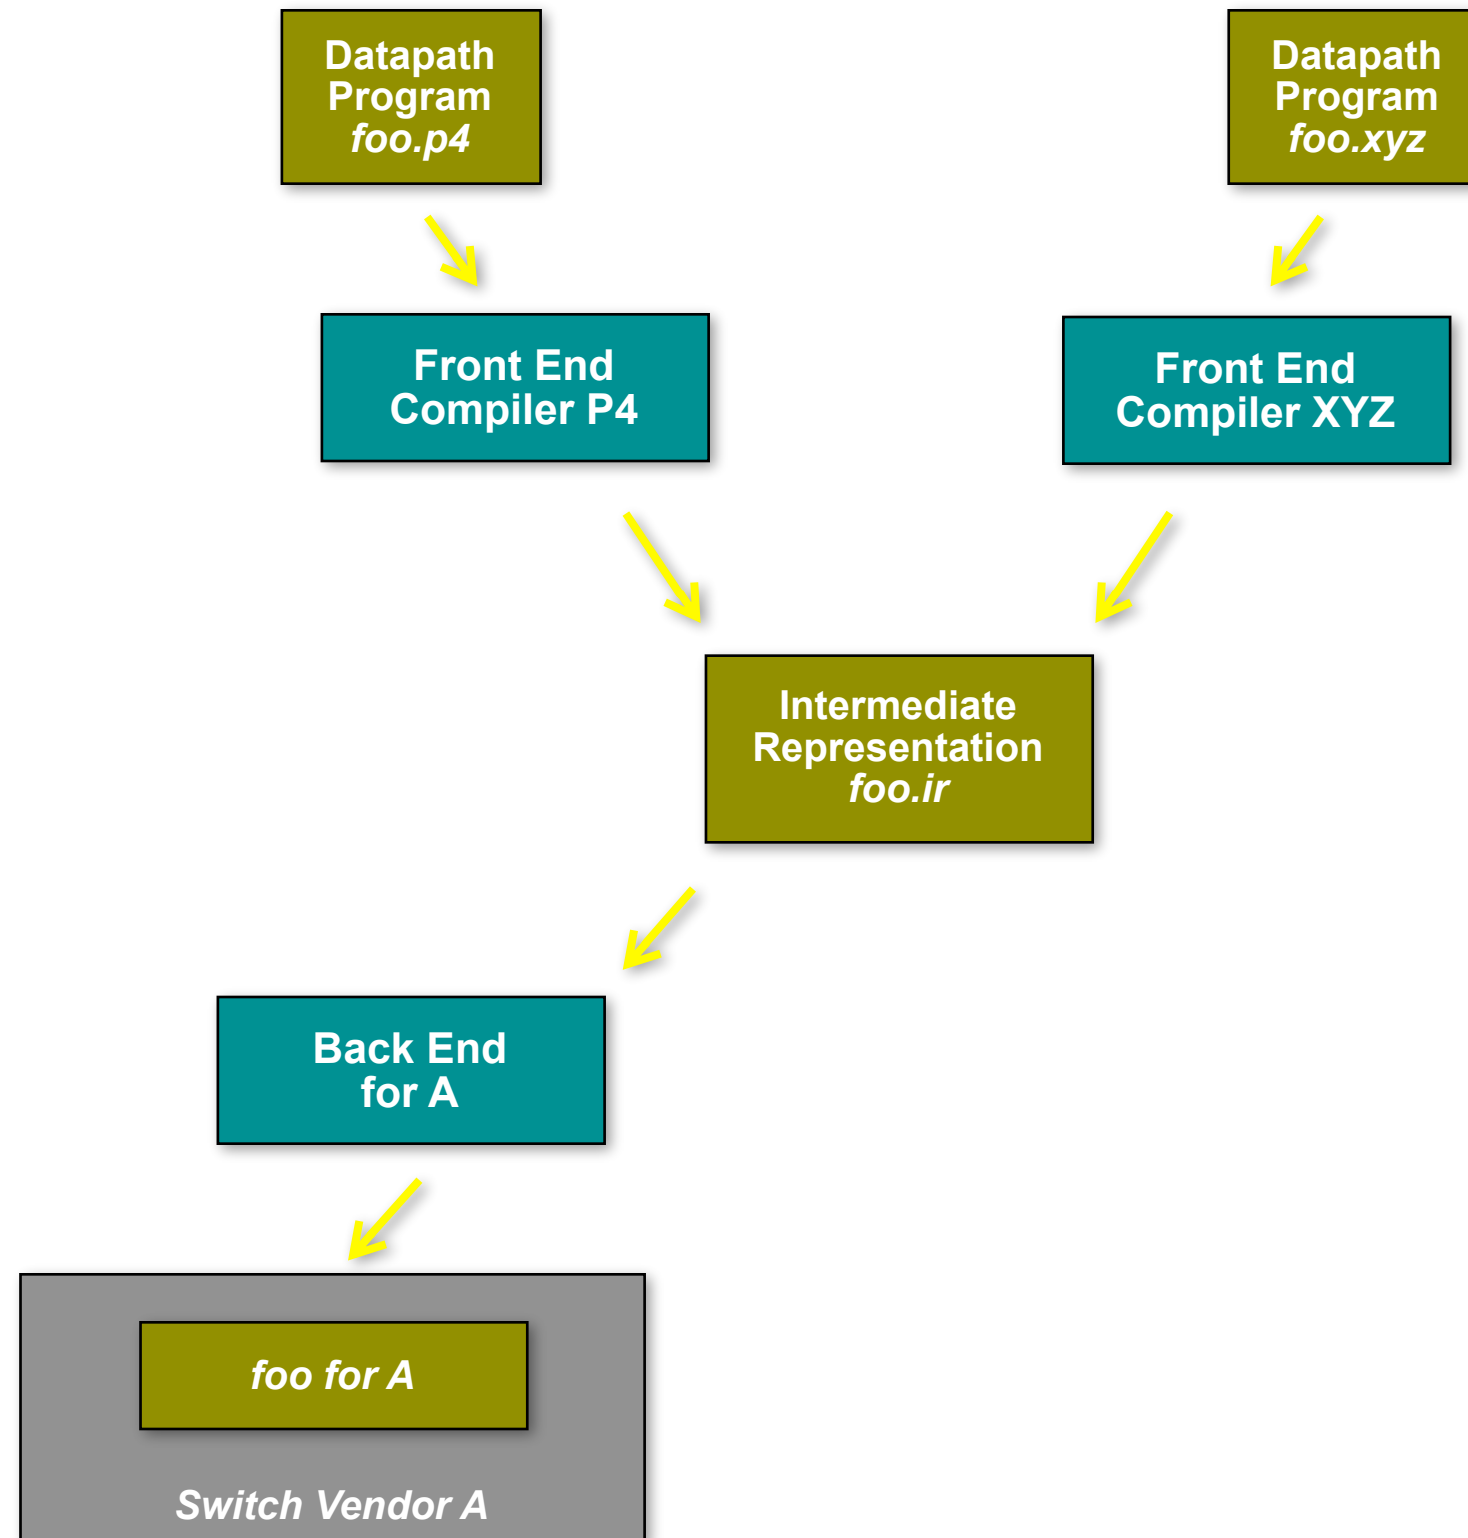 Datapath
Program
foo.p4
Datapath
Program
foo.xyz
Front End
Compiler P4
Front End
Compiler XYZ
Intermediate
Representation
foo.ir
Back End
for A
foo for A
Switch Vendor A